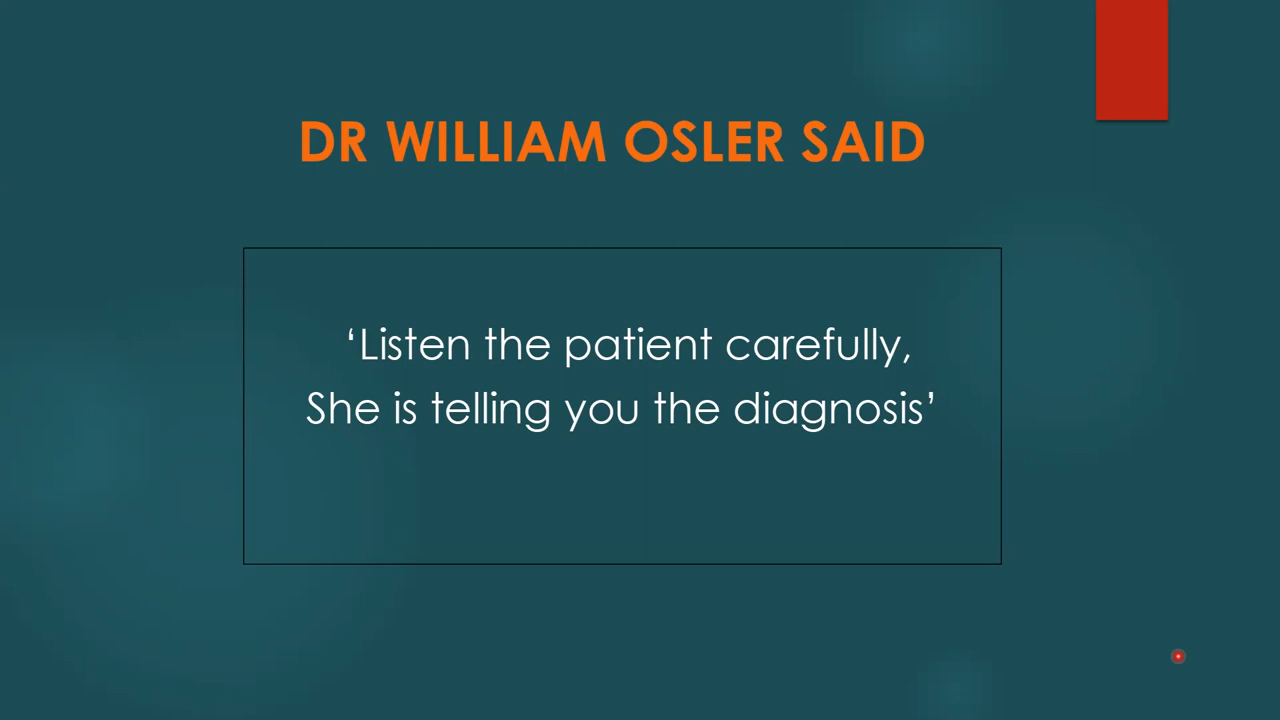 DR WILLIAM OSLER SAID
‘Listen the patient carefully,
She is telling you the diagnosis’